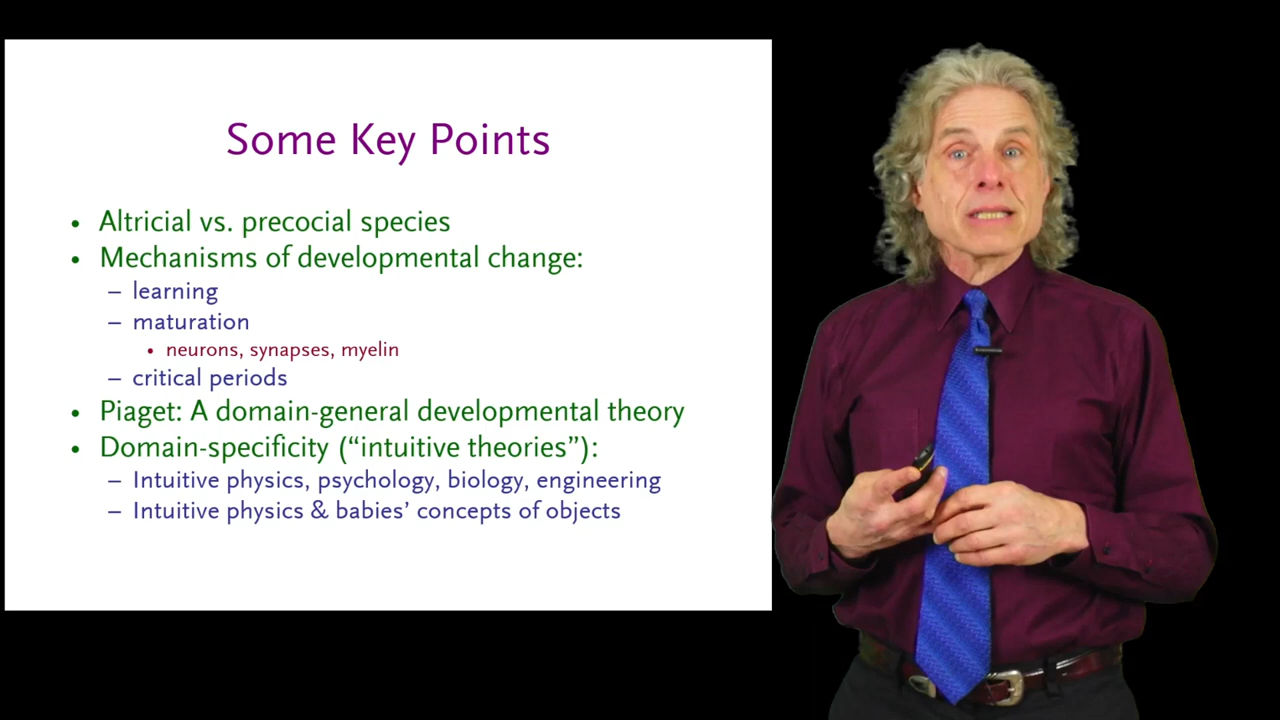 Some Key Points
• Altricial vs. precocial species
• Mechanisms of developmental change:
– learning
– maturation
• neurons, synapses, myelin
– critical periods
• Piaget: A domain-general developmental theory
• Domain-specificity (“intuitive theories”):
– Intuitive physics, psychology, biology, engineering
– Intuitive physics & babies’ concepts of objects